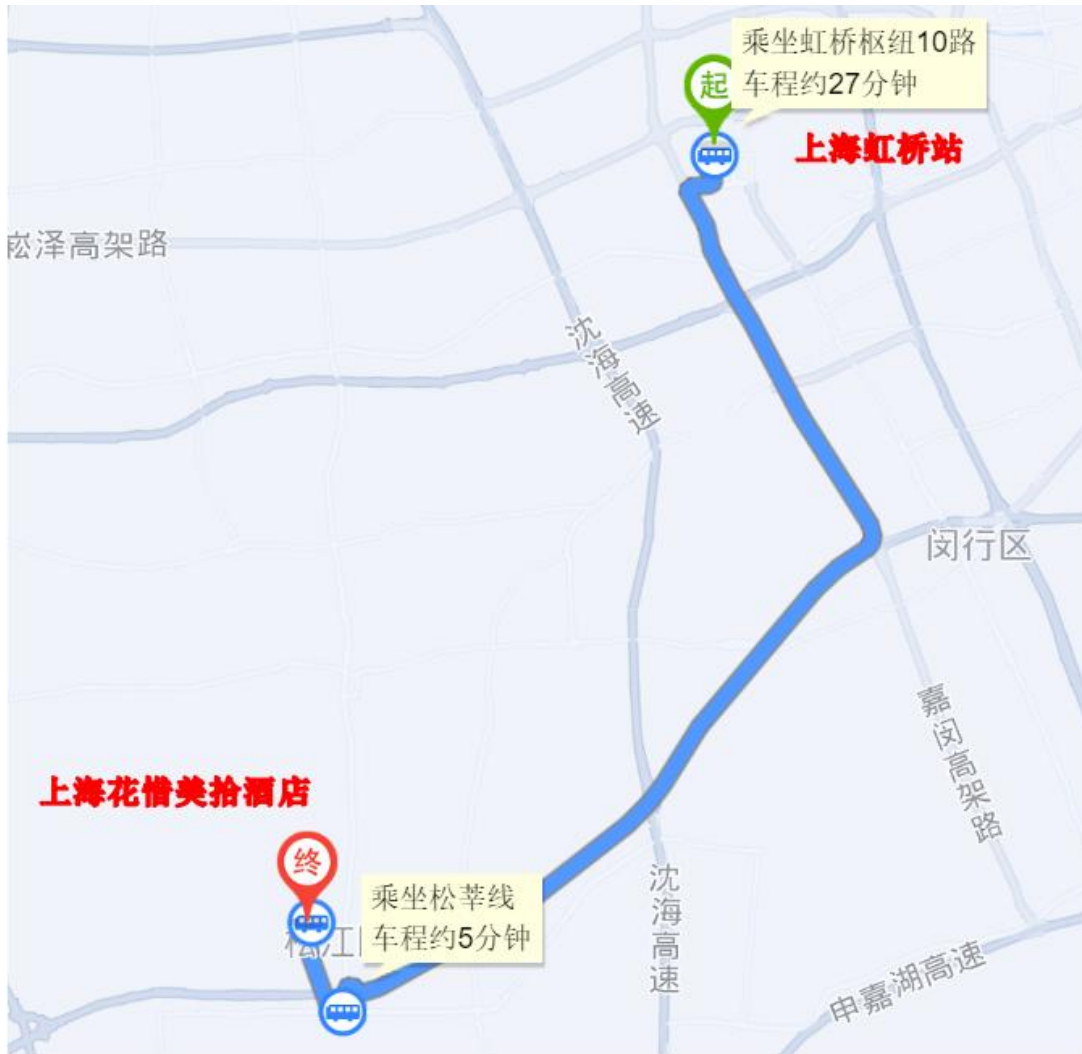 乘坐虹桥枢纽10路
车程约27分钟
起
上海虹桥站
崧泽高架路
沈海高速
闵行区
嘉闵高架路
上海花惜美拾酒店
终
乘坐松莘线
车程约5分钟
松江
沈海高速
申嘉湖高速